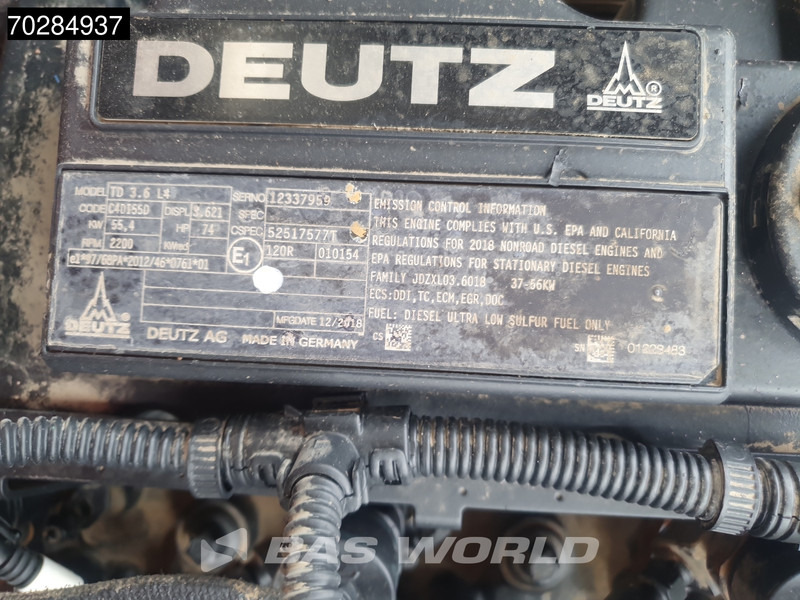 70284937
DEUTZ
DEUTZ ®
MODEL TD 3.6 L4 SERNO 12337959
CODE C4DI55D DISPL 3.621 SPEC
KW 55,4 HP 74 CSPEC 52517577T
RPM 2200 KWred E1 120R 010154
e1*97/68PA*2012/46*0761*01
MFGDATE 12/2018
DEUTZ
DEUTZ AG MADE IN GERMANY
EMISSION CONTROL INFORMATION
THIS ENGINE COMPLIES WITH U.S. EPA AND CALIFORNIA
REGULATIONS FOR 2018 NONROAD DIESEL ENGINES AND
EPA REGULATIONS FOR STATIONARY DIESEL ENGINES
FAMILY JDZXL03.6018 37-56KW
ECS:DDI,TC,ECM,EGR,DOC
FUEL: DIESEL ULTRA LOW SULFUR FUEL ONLY
CS SN
BAS WORLD